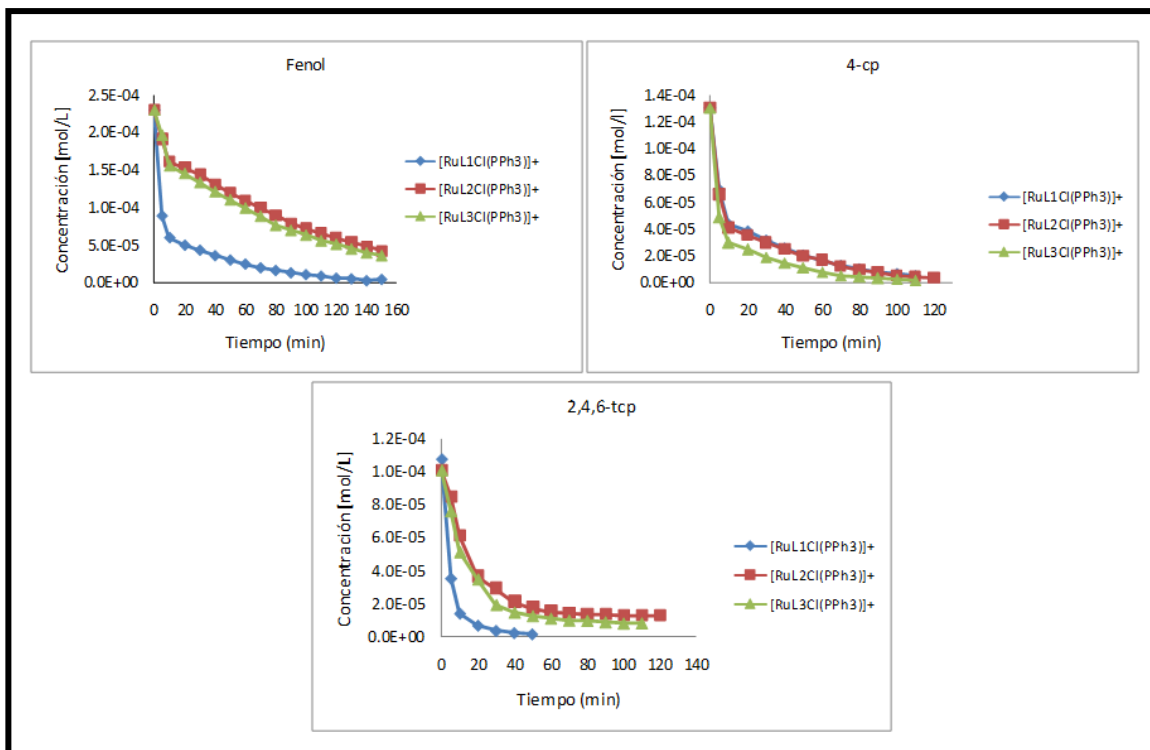 Fenol
Concentración [mol/L]
2.5E-04
2.0E-04
1.5E-04
1.0E-04
5.0E-05
0.0E+00
0 20 40 60 80 100 120 140 160
Tiempo (min)
[RuL1Cl(PPh3)]+
[RuL2Cl(PPh3)]+
[RuL3Cl(PPh3)]+
4-cp
Concentración [mol/l]
1.4E-04
1.2E-04
1.0E-04
8.0E-05
6.0E-05
4.0E-05
2.0E-05
0.0E+00
0 20 40 60 80 100 120
Tiempo (min)
[RuL1Cl(PPh3)]+
[RuL2Cl(PPh3)]+
[RuL3Cl(PPh3)]+
2,4,6-tcp
Concentración [mol/L]
1.2E-04
1.0E-04
8.0E-05
6.0E-05
4.0E-05
2.0E-05
0.0E+00
0 20 40 60 80 100 120 140
Tiempo (min)
[RuL1Cl(PPh3)]+
[RuL2Cl(PPh3)]+
[RuL3Cl(PPh3)]+